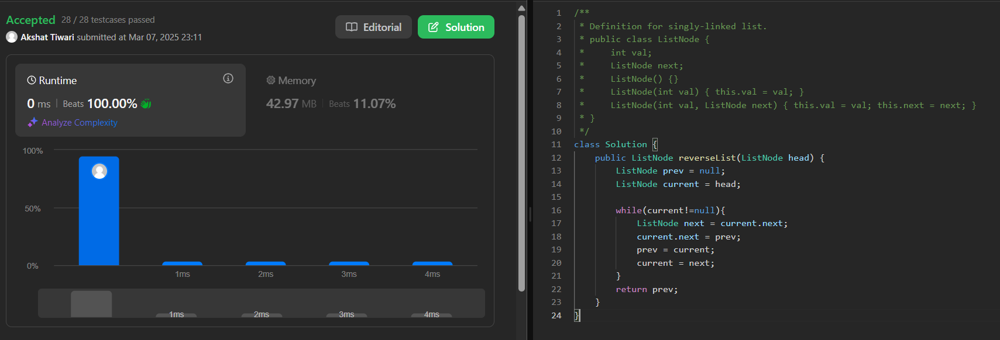 Accepted 28 / 28 testcases passed
Akshat Tiwari submitted at Mar 07, 2025 23:11
Editorial
Solution
Runtime
0 ms | Beats 100.00%
Analyze Complexity
Memory
42.97 MB | Beats 11.07%
100%
50%
0%
1ms 2ms 3ms 4ms
1ms 2ms 3ms 4ms
1 /**
2  * Definition for singly-linked list.
3  * public class ListNode {
4  *     int val;
5  *     ListNode next;
6  *     ListNode() {}
7  *     ListNode(int val) { this.val = val; }
8  *     ListNode(int val, ListNode next) { this.val = val; this.next = next; }
9  * }
10  */
11 class Solution {
12     public ListNode reverseList(ListNode head) {
13         ListNode prev = null;
14         ListNode current = head;
15
16         while(current!=null){
17             ListNode next = current.next;
18             current.next = prev;
19             prev = current;
20             current = next;
21         }
22         return prev;
23     }
24 }